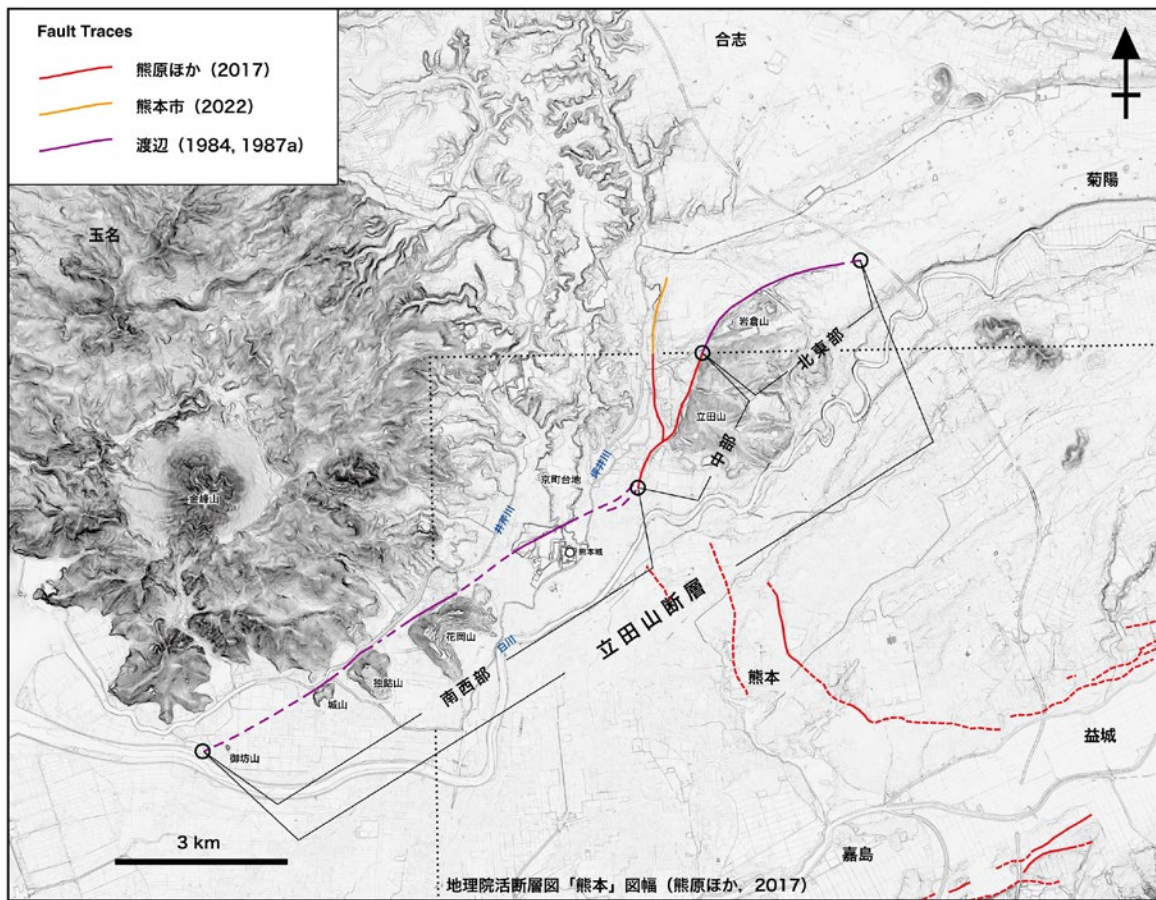 Fault Traces
熊原ほか（2017）
熊本市（2022）
渡辺（1984, 1987a）
合志
菊陽
玉名
岩倉山
北東部
立田山
中部
坪井川
京町台地
金峰山
井芹川
熊本城
立田山断層
花岡山
白川
南西部
熊本
独鈷山
城山
益城
御坊山
3 km
嘉島
地理院活断層図「熊本」図幅（熊原ほか，2017）